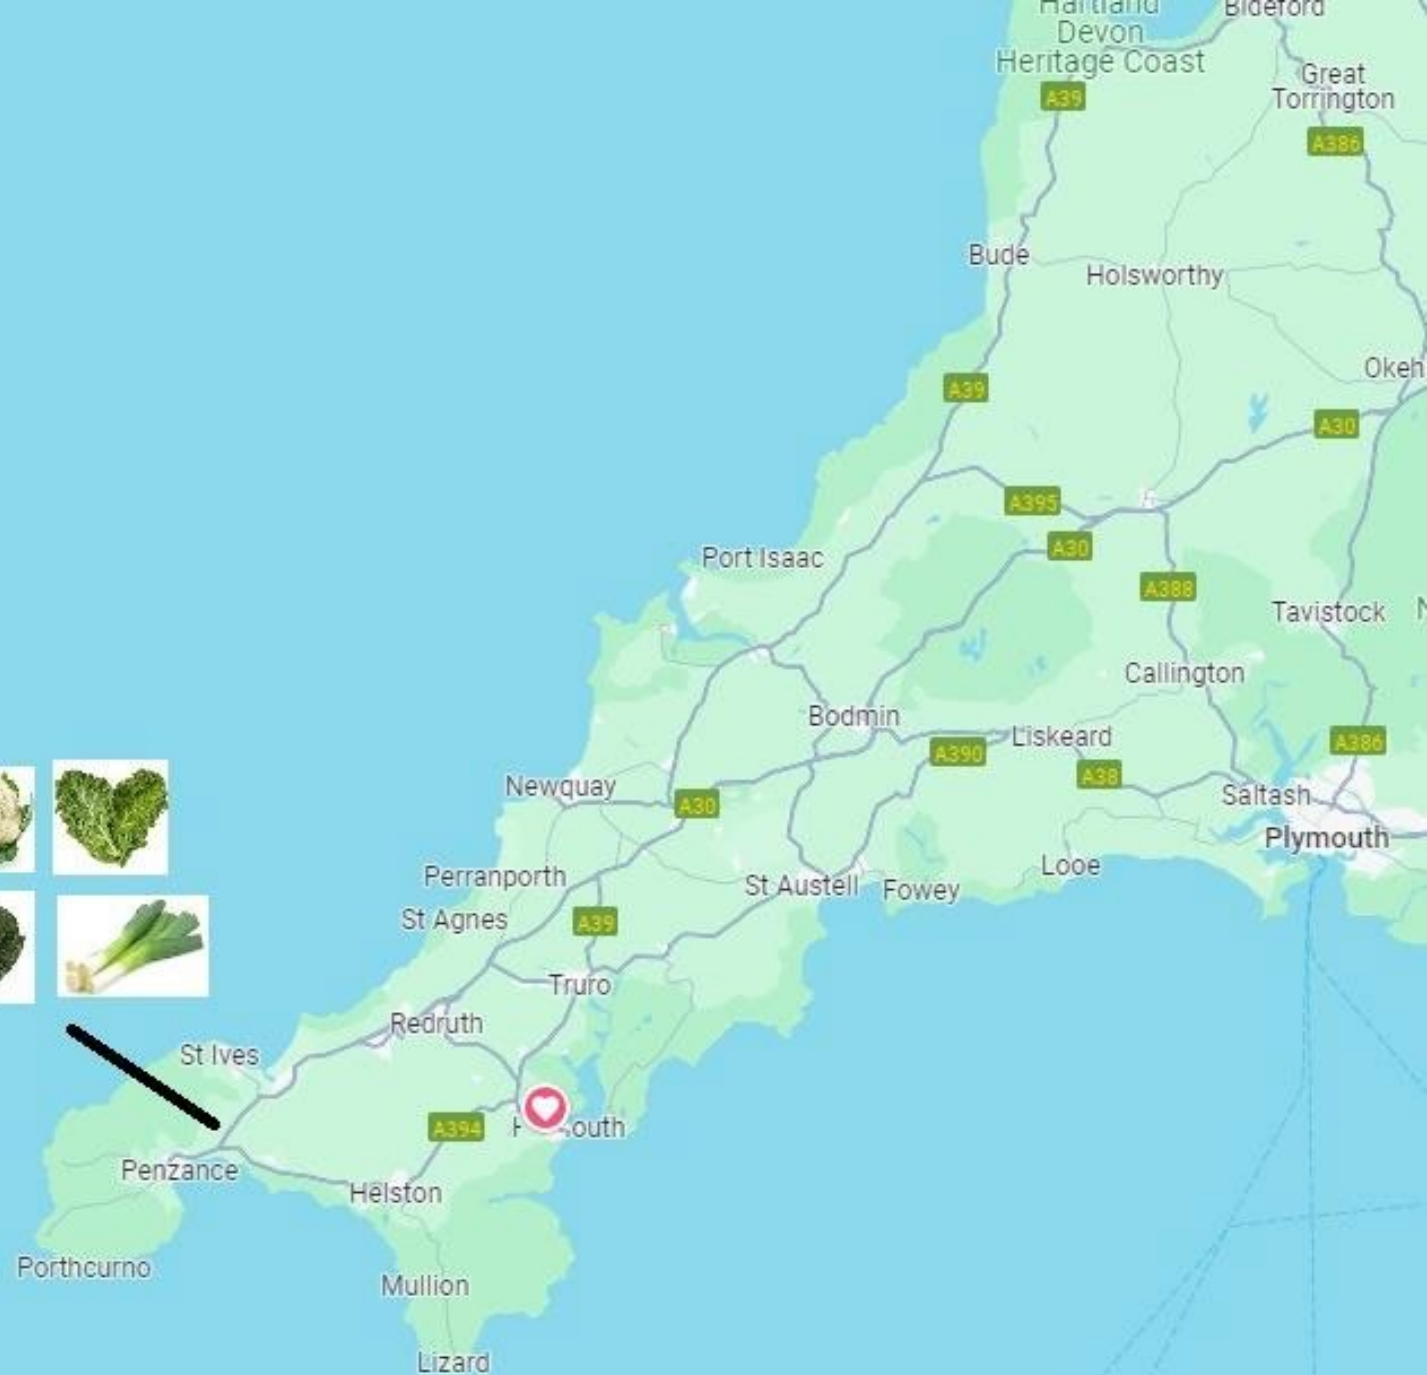 Hartland
Devon
Heritage Coast
Bideford
Great
Torrington
A39
A386
Bude
Holsworthy
Okeh
A39
A30
A395
A30
Port Isaac
A388
Tavistock
Callington
Bodmin
Liskeard
A390
A386
A38
Newquay
A30
Saltash
Plymouth
Looe
Perranporth
St Austell
Fowey
St Agnes
A39
Truro
Redruth
St Ives
A394
Penzance
Helston
Porthcurno
Mullion
Lizard